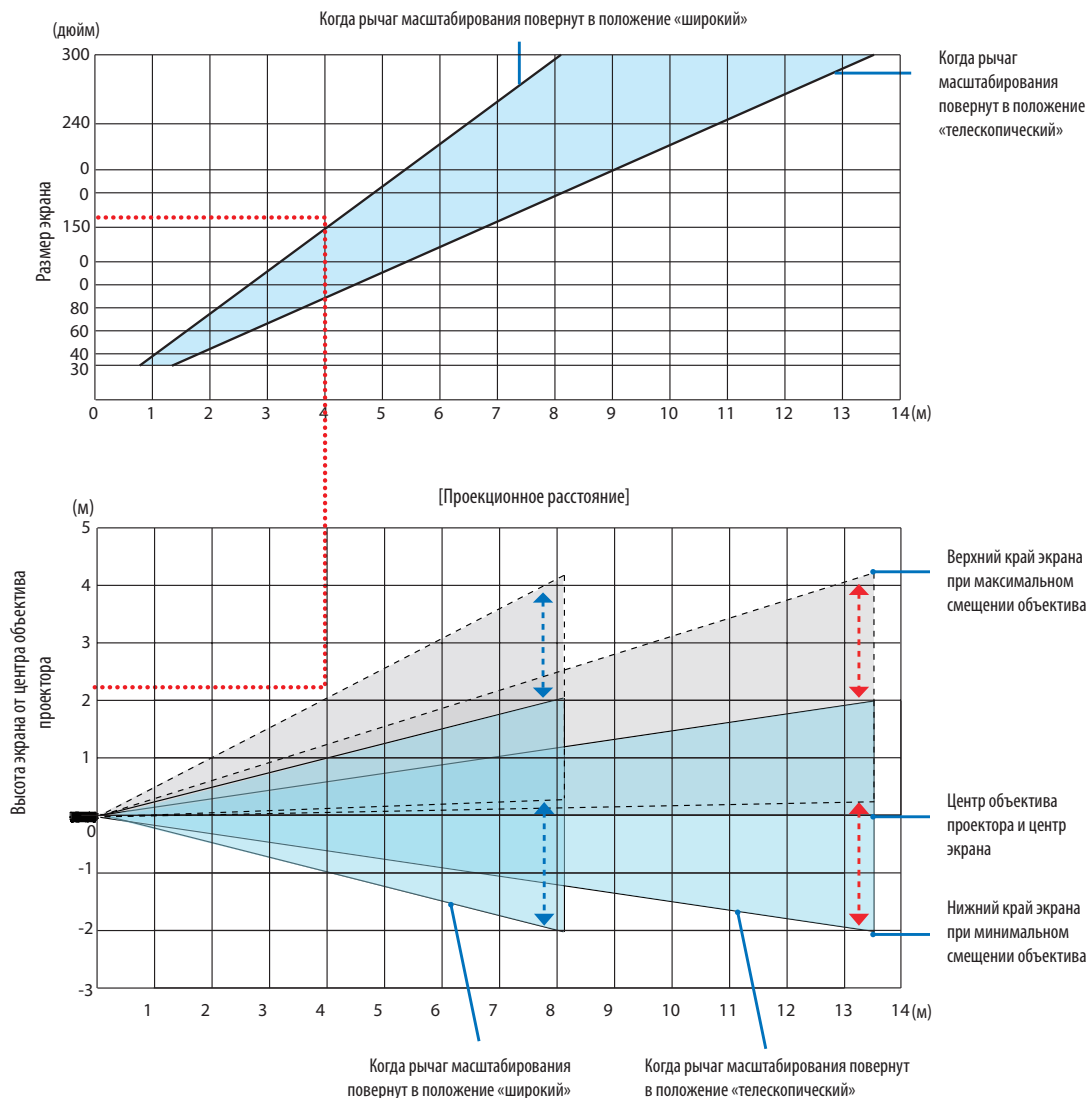 Когда рычаг масштабирования повернут в положение «широкий»
(дюйм)
300
240
0
0
150
0
0
80
60
40
30
Размер экрана
0 1 2 3 4 5 6 7 8 9 10 11 12 13 14 (м)
Когда рычаг
масштабирования
повернут в положение
«телескопический»
[Проекционное расстояние]
(м)
5
4
3
2
1
0
-1
-2
-3
Высота экрана от центра объектива
проектора
1 2 3 4 5 6 7 8 9 10 11 12 13 14 (м)
Верхний край экрана
при максимальном
смещении объектива
Центр объектива
проектора и центр
экрана
Нижний край экрана
при минимальном
смещении объектива
Когда рычаг масштабирования
повернут в положение «широкий»
Когда рычаг масштабирования повернут
в положение «телескопический»